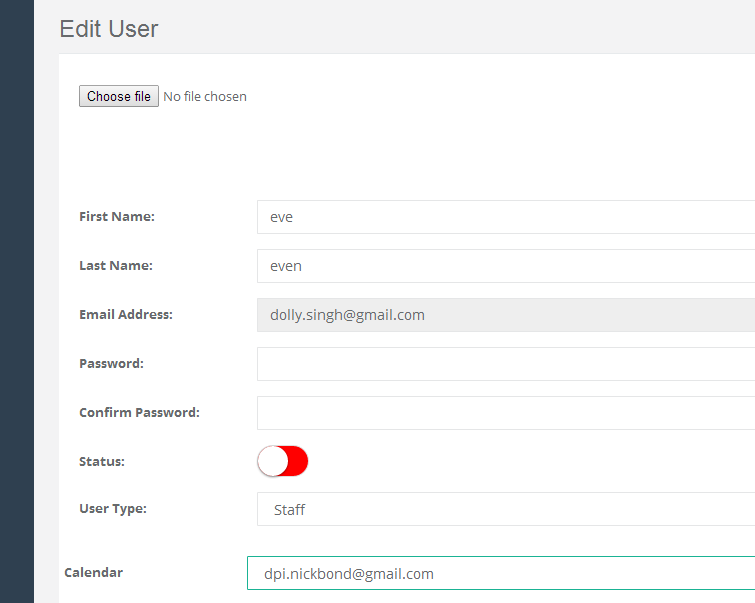 Edit User
Choose file No file chosen
First Name: eve
Last Name: even
Email Address: dolly.singh@gmail.com
Password:
Confirm Password:
Status:
User Type: Staff
Calendar dpi.nickbond@gmail.com